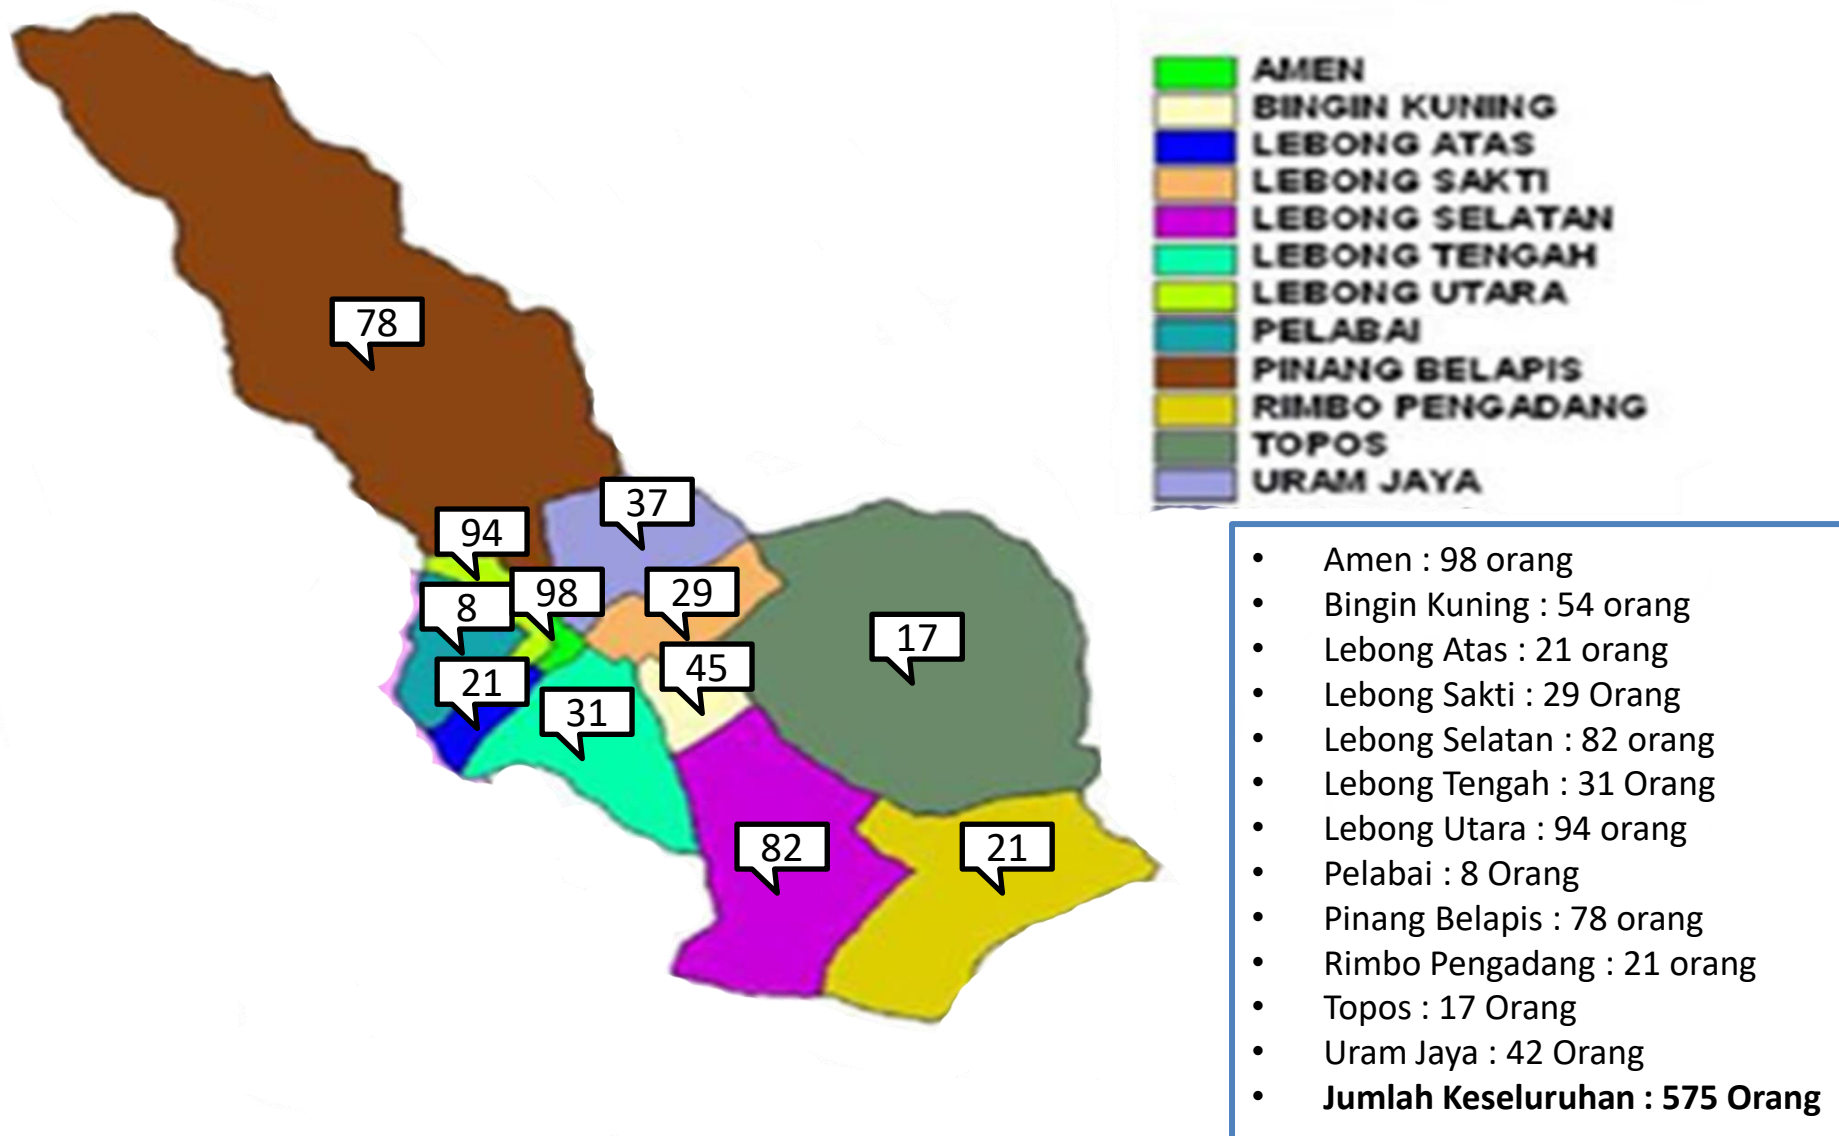 78
37
94
98
29
8
17
45
21
31
82
21
AMEN
BINGIN KUNING
LEBONG ATAS
LEBONG SAKTI
LEBONG SELATAN
LEBONG TENGAH
LEBONG UTARA
PELABAI
PINANG BELAPIS
RIMBO PENGADANG
TOPOS
URAM JAYA
• Amen : 98 orang
• Bingin Kuning : 54 orang
• Lebong Atas : 21 orang
• Lebong Sakti : 29 Orang
• Lebong Selatan : 82 orang
• Lebong Tengah : 31 Orang
• Lebong Utara : 94 orang
• Pelabai : 8 Orang
• Pinang Belapis : 78 orang
• Rimbo Pengadang : 21 orang
• Topos : 17 Orang
• Uram Jaya : 42 Orang
• Jumlah Keseluruhan : 575 Orang